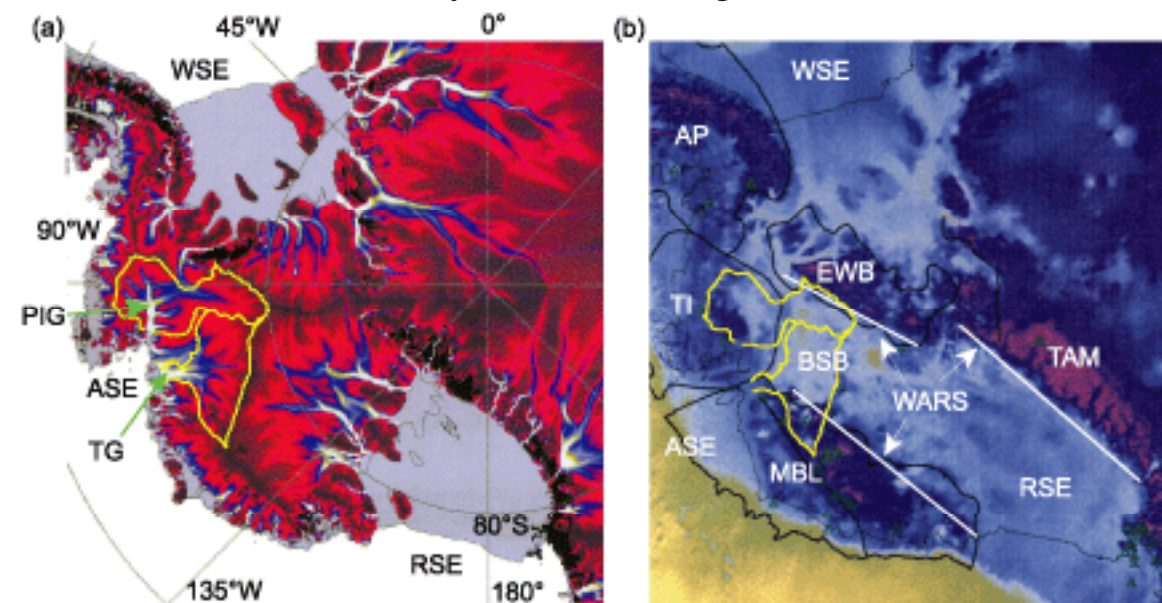 (a)
45°W
0°
WSE
90°W
PIG
ASE
TG
80°S
RSE
135°W
180°
(b)
WSE
AP
EWB
TI
BSB
TAM
WARS
ASE
MBL
RSE